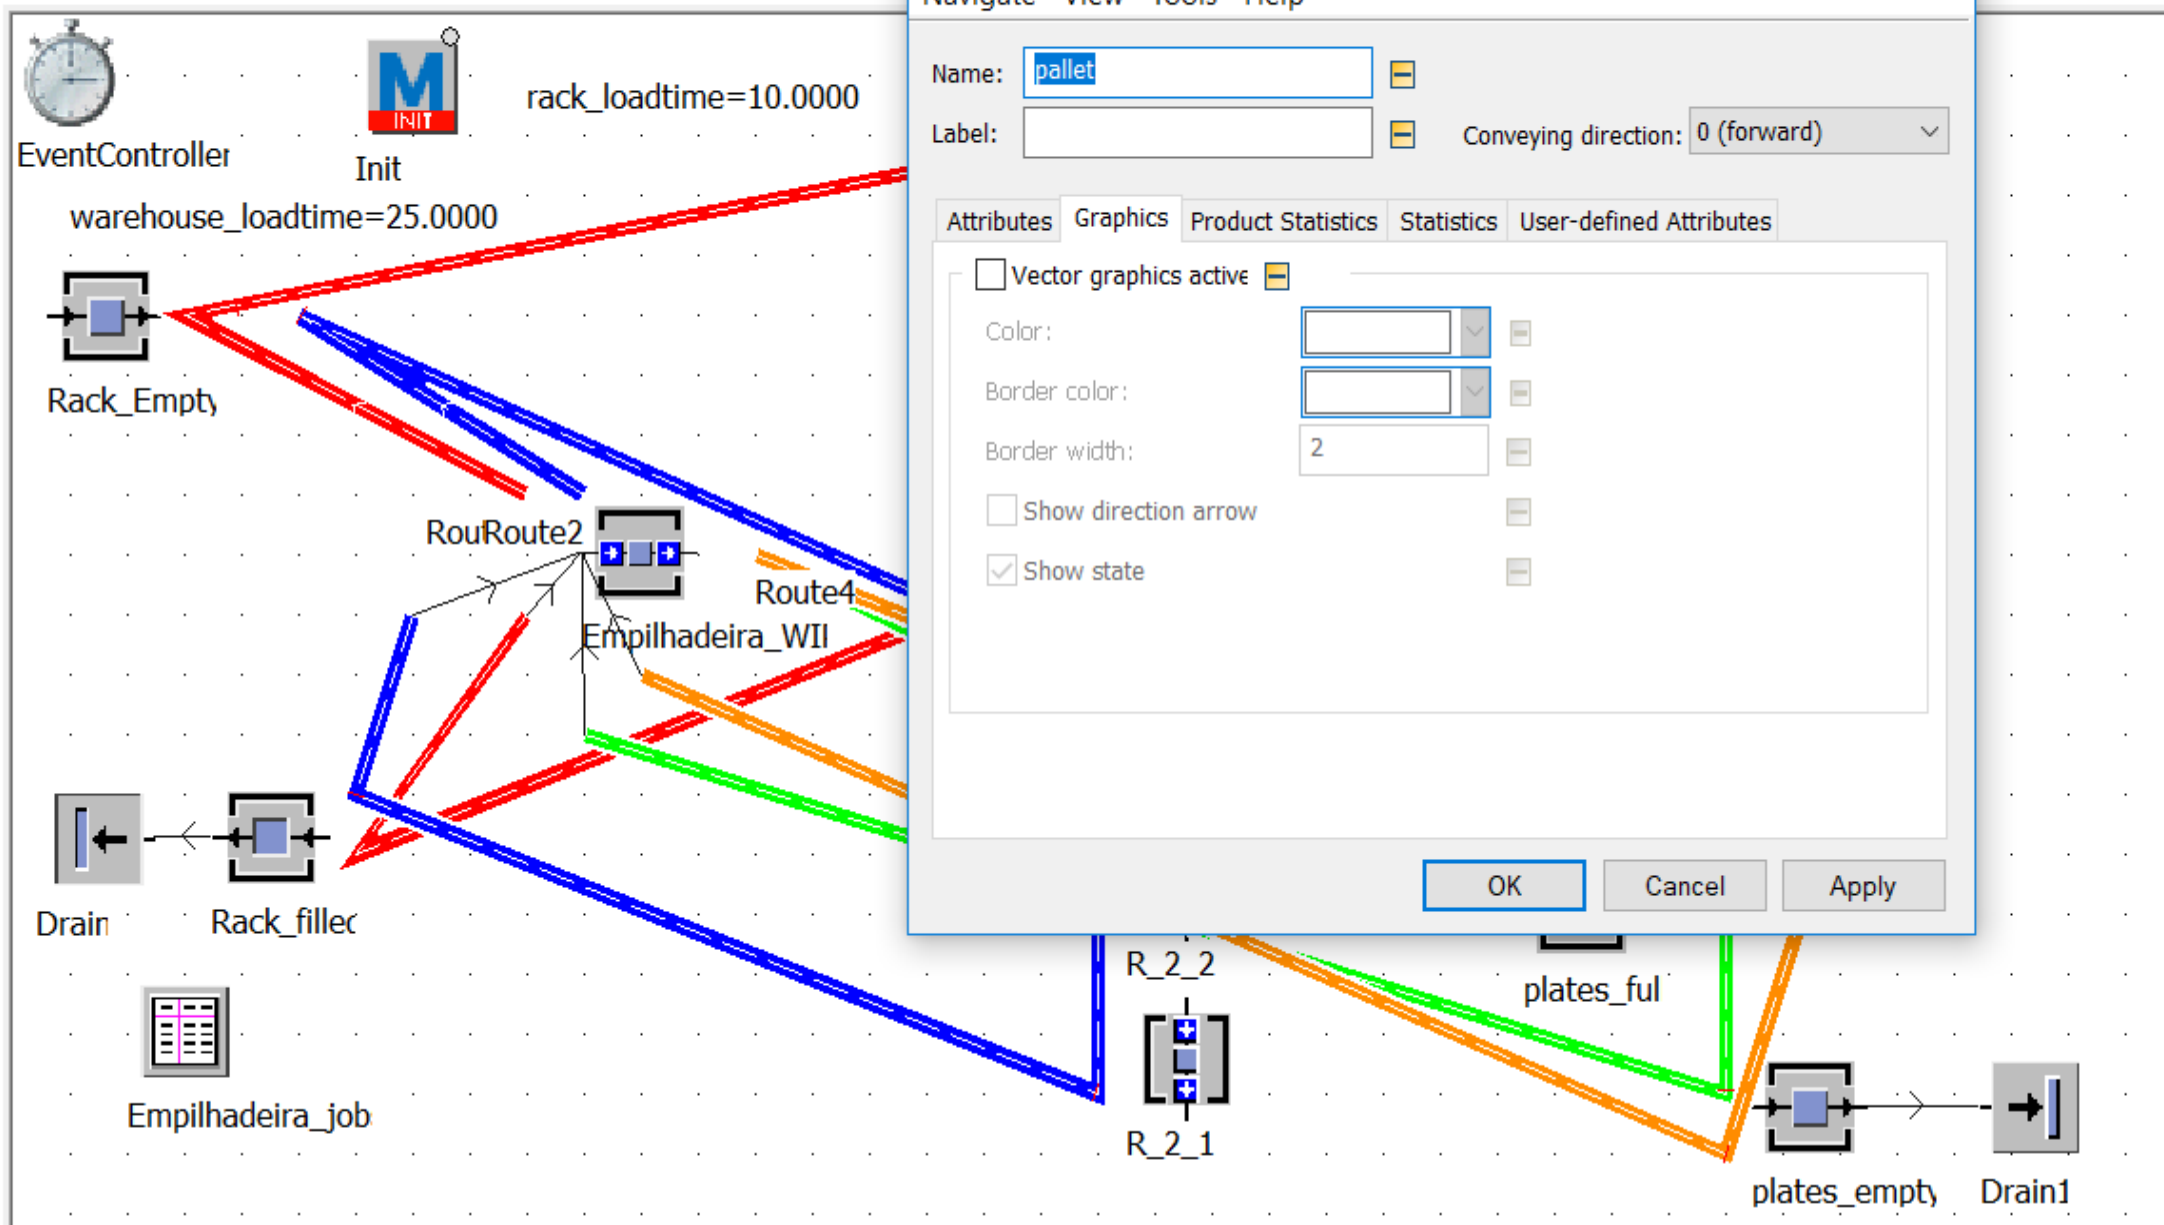 Navigate View Tools Help
Name: pallet
Label:
Conveying direction: 0 (forward)
Attributes Graphics Product Statistics Statistics User-defined Attributes
Vector graphics active
Color:
Border color:
Border width: 2
Show direction arrow
Show state
OK Cancel Apply
EventController
M
INIT
Init
rack_loadtime=10.0000
warehouse_loadtime=25.0000
Rack_Empty
RouRoute2
Route4
Empilhadeira_WI
Drain
Rack_filled
Empilhadeira_job
R_2_2
plates_ful
R_2_1
plates_empty
Drain1